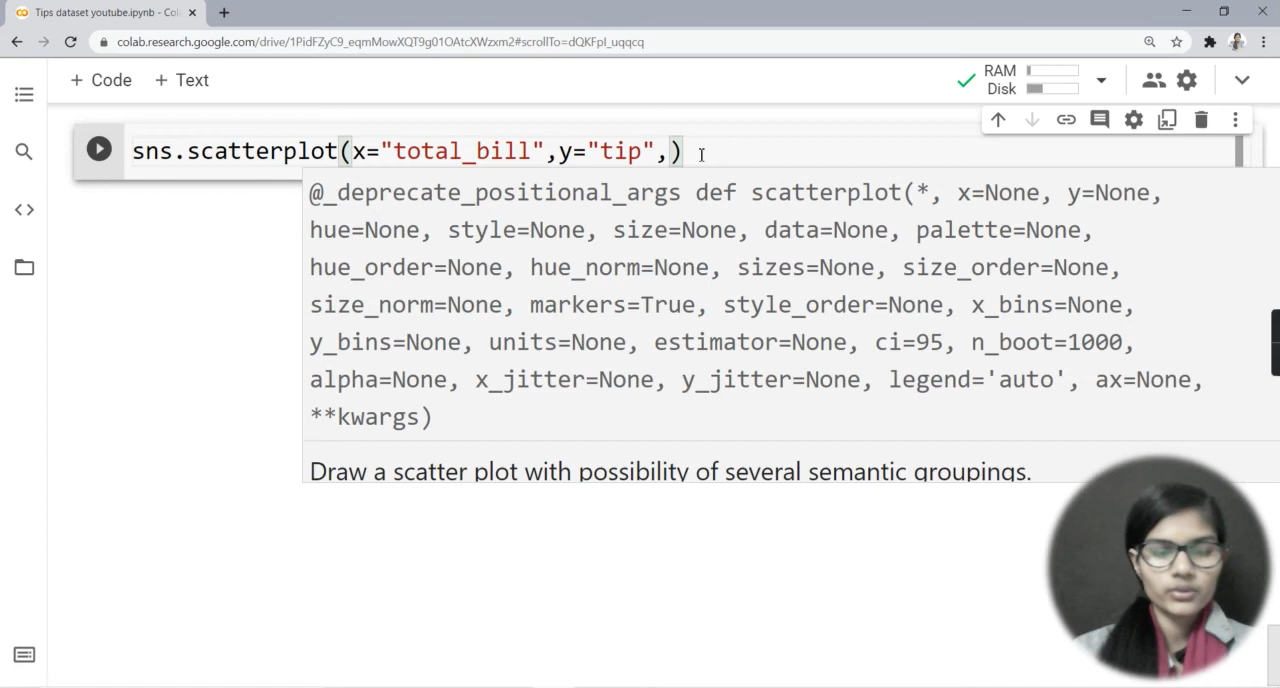 Tips dataset youtube.ipynb - Col
colab.research.google.com/drive/1PidFZyC9_eqmMowXQT9g01OAtcXWzxm2#scrollTo=dQKFpI_uqqcq
+ Code + Text
RAM
Disk
sns.scatterplot(x="total_bill",y="tip",)
@_deprecate_positional_args def scatterplot(*, x=None, y=None,
hue=None, style=None, size=None, data=None, palette=None,
hue_order=None, hue_norm=None, sizes=None, size_order=None,
size_norm=None, markers=True, style_order=None, x_bins=None,
y_bins=None, units=None, estimator=None, ci=95, n_boot=1000,
alpha=None, x_jitter=None, y_jitter=None, legend='auto', ax=None,
**kwargs)
Draw a scatter plot with possibility of several semantic groupings.